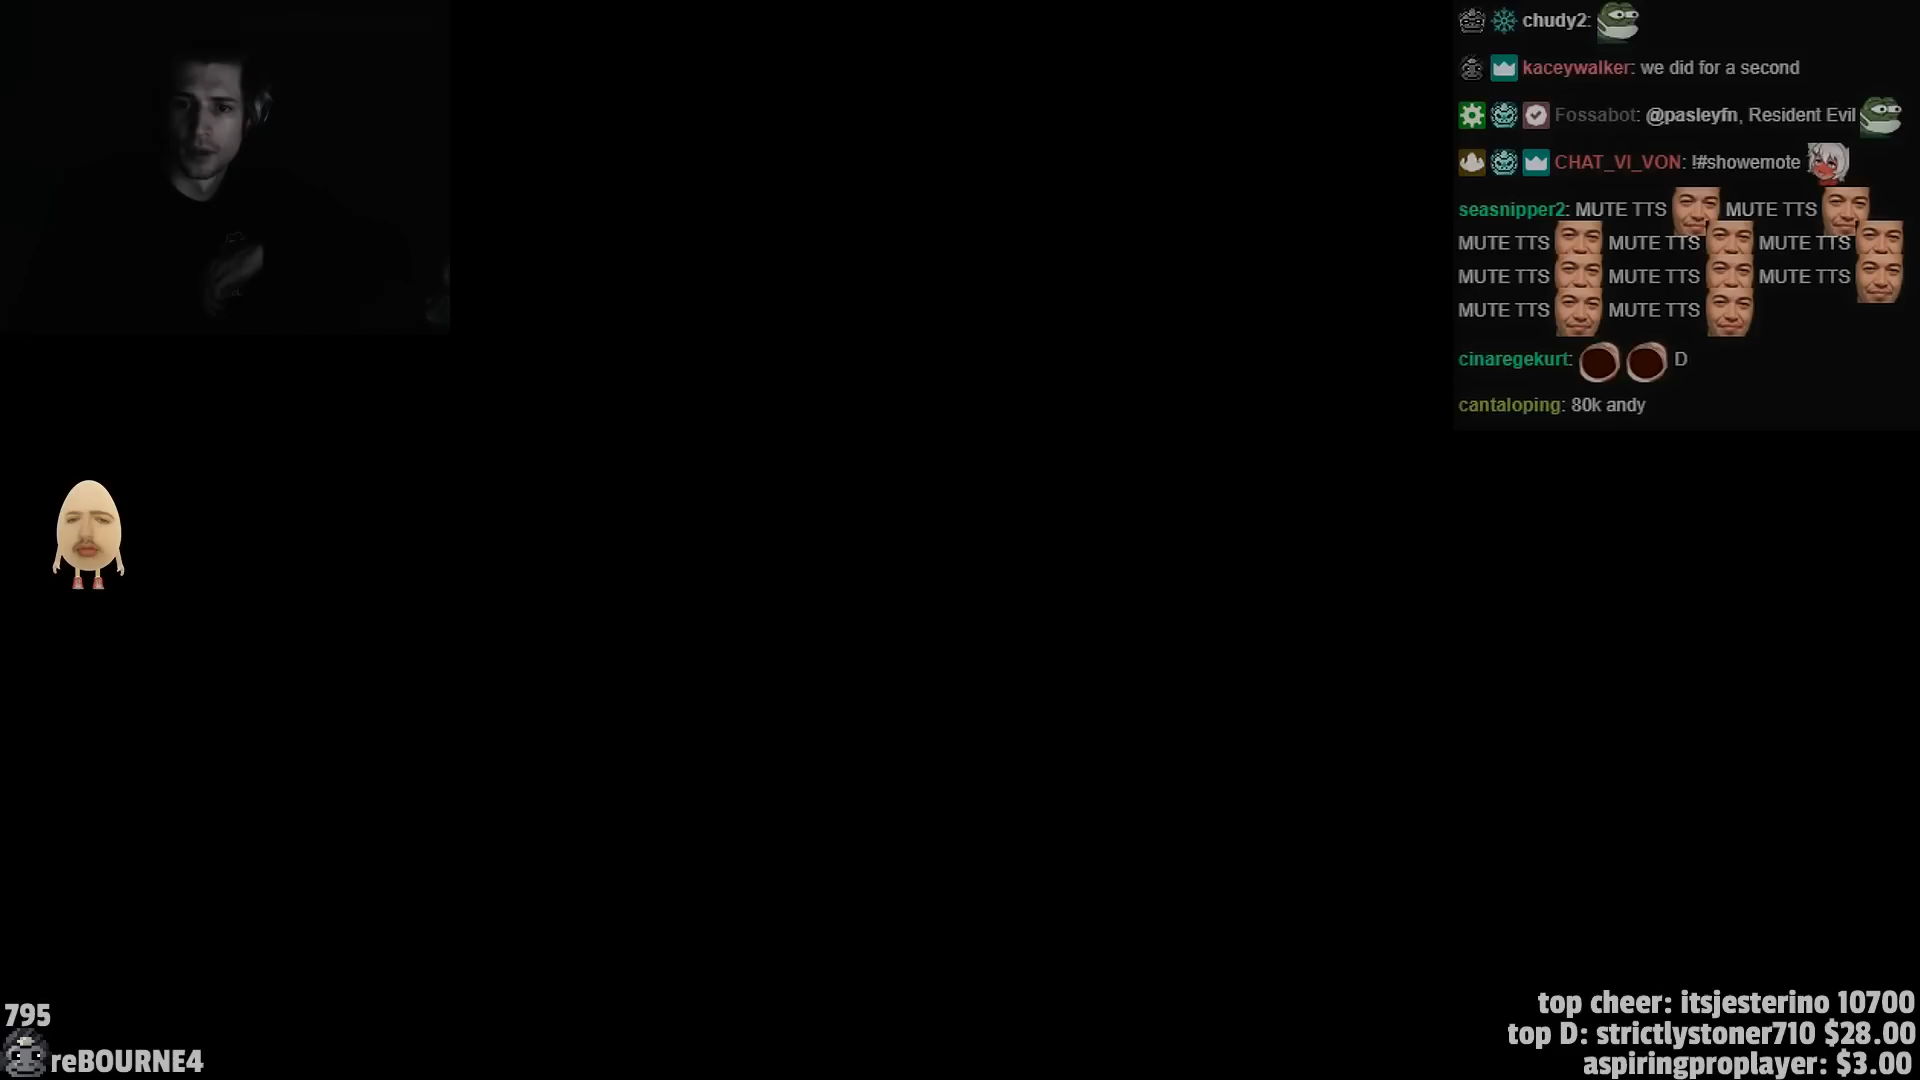 chudy2:
kaceywalker: we did for a second
Fossabot: @pasleyfn, Resident Evil
CHAT_VI_VON: !#showemote
seasnipper2: MUTE TTS MUTE TTS
MUTE TTS MUTE TTS MUTE TTS
MUTE TTS MUTE TTS MUTE TTS
MUTE TTS MUTE TTS
cinaregekurt: D
cantaloping: 80k andy
795
reBOURNE4
top cheer: itsjesterino 10700
top D: strictlystoner710 $28.00
aspiringproplayer: $3.00